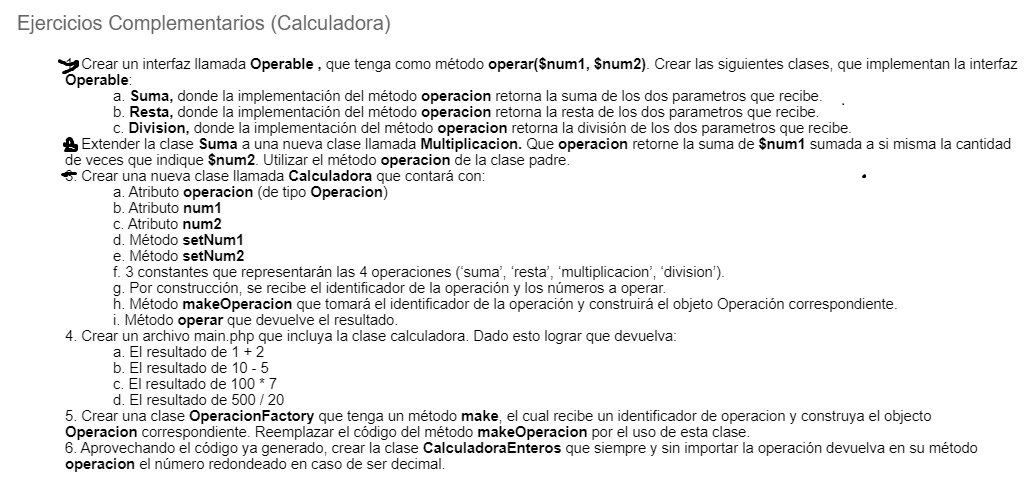 Ejercicios Complementarios (Calculadora)
Crear un interfaz llamada Operable , que tenga como método operar($num1, $num2). Crear las siguientes clases, que implementan la interfaz
Operable:
a. Suma, donde la implementación del método operacion retorna la suma de los dos parametros que recibe.
b. Resta, donde la implementación del método operacion retorna la resta de los dos parametros que recibe.
c. Division, donde la implementación del método operacion retorna la división de los dos parametros que recibe.
Extender la clase Suma a una nueva clase llamada Multiplicacion. Que operacion retorne la suma de $num1 sumada a si misma la cantidad
de veces que indique $num2. Utilizar el método operacion de la clase padre.
3. Crear una nueva clase llamada Calculadora que contará con:
a. Atributo operacion (de tipo Operacion)
b. Atributo num1
c. Atributo num2
d. Método setNum1
e. Método setNum2
f. 3 constantes que representarán las 4 operaciones (‘suma’, ‘resta’, ‘multiplicacion’, ‘division’).
g. Por construcción, se recibe el identificador de la operación y los números a operar.
h. Método makeOperacion que tomará el identificador de la operación y construirá el objeto Operación correspondiente.
i. Método operar que devuelve el resultado.
4. Crear un archivo main.php que incluya la clase calculadora. Dado esto lograr que devuelva:
a. El resultado de 1 + 2
b. El resultado de 10 - 5
c. El resultado de 100 * 7
d. El resultado de 500 / 20
5. Crear una clase OperacionFactory que tenga un método make, el cual recibe un identificador de operacion y construya el objecto
Operacion correspondiente. Reemplazar el código del método makeOperacion por el uso de esta clase.
6. Aprovechando el código ya generado, crear la clase CalculadoraEnteros que siempre y sin importar la operación devuelva en su método
operacion el número redondeado en caso de ser decimal.